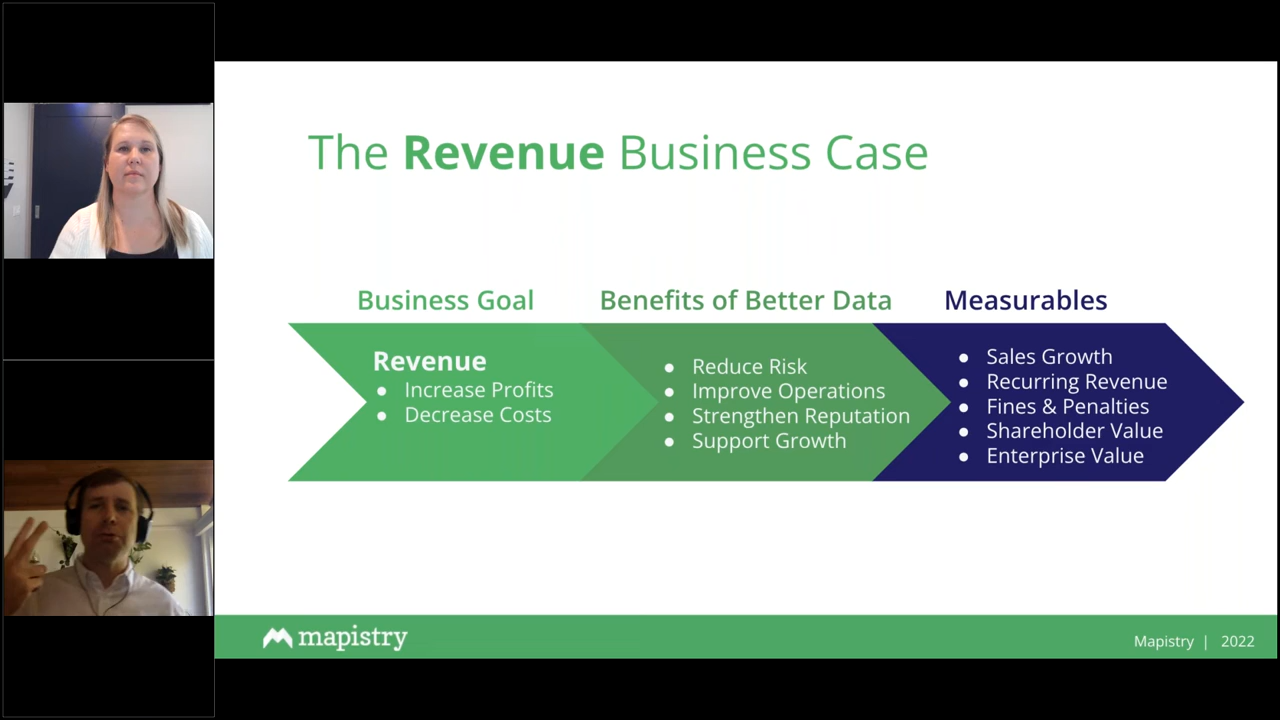 The Revenue Business Case
Business Goal
Revenue
● Increase Profits
● Decrease Costs
Benefits of Better Data
● Reduce Risk
● Improve Operations
● Strengthen Reputation
● Support Growth
Measurables
● Sales Growth
● Recurring Revenue
● Fines & Penalties
● Shareholder Value
● Enterprise Value
mapistry
Mapistry | 2022